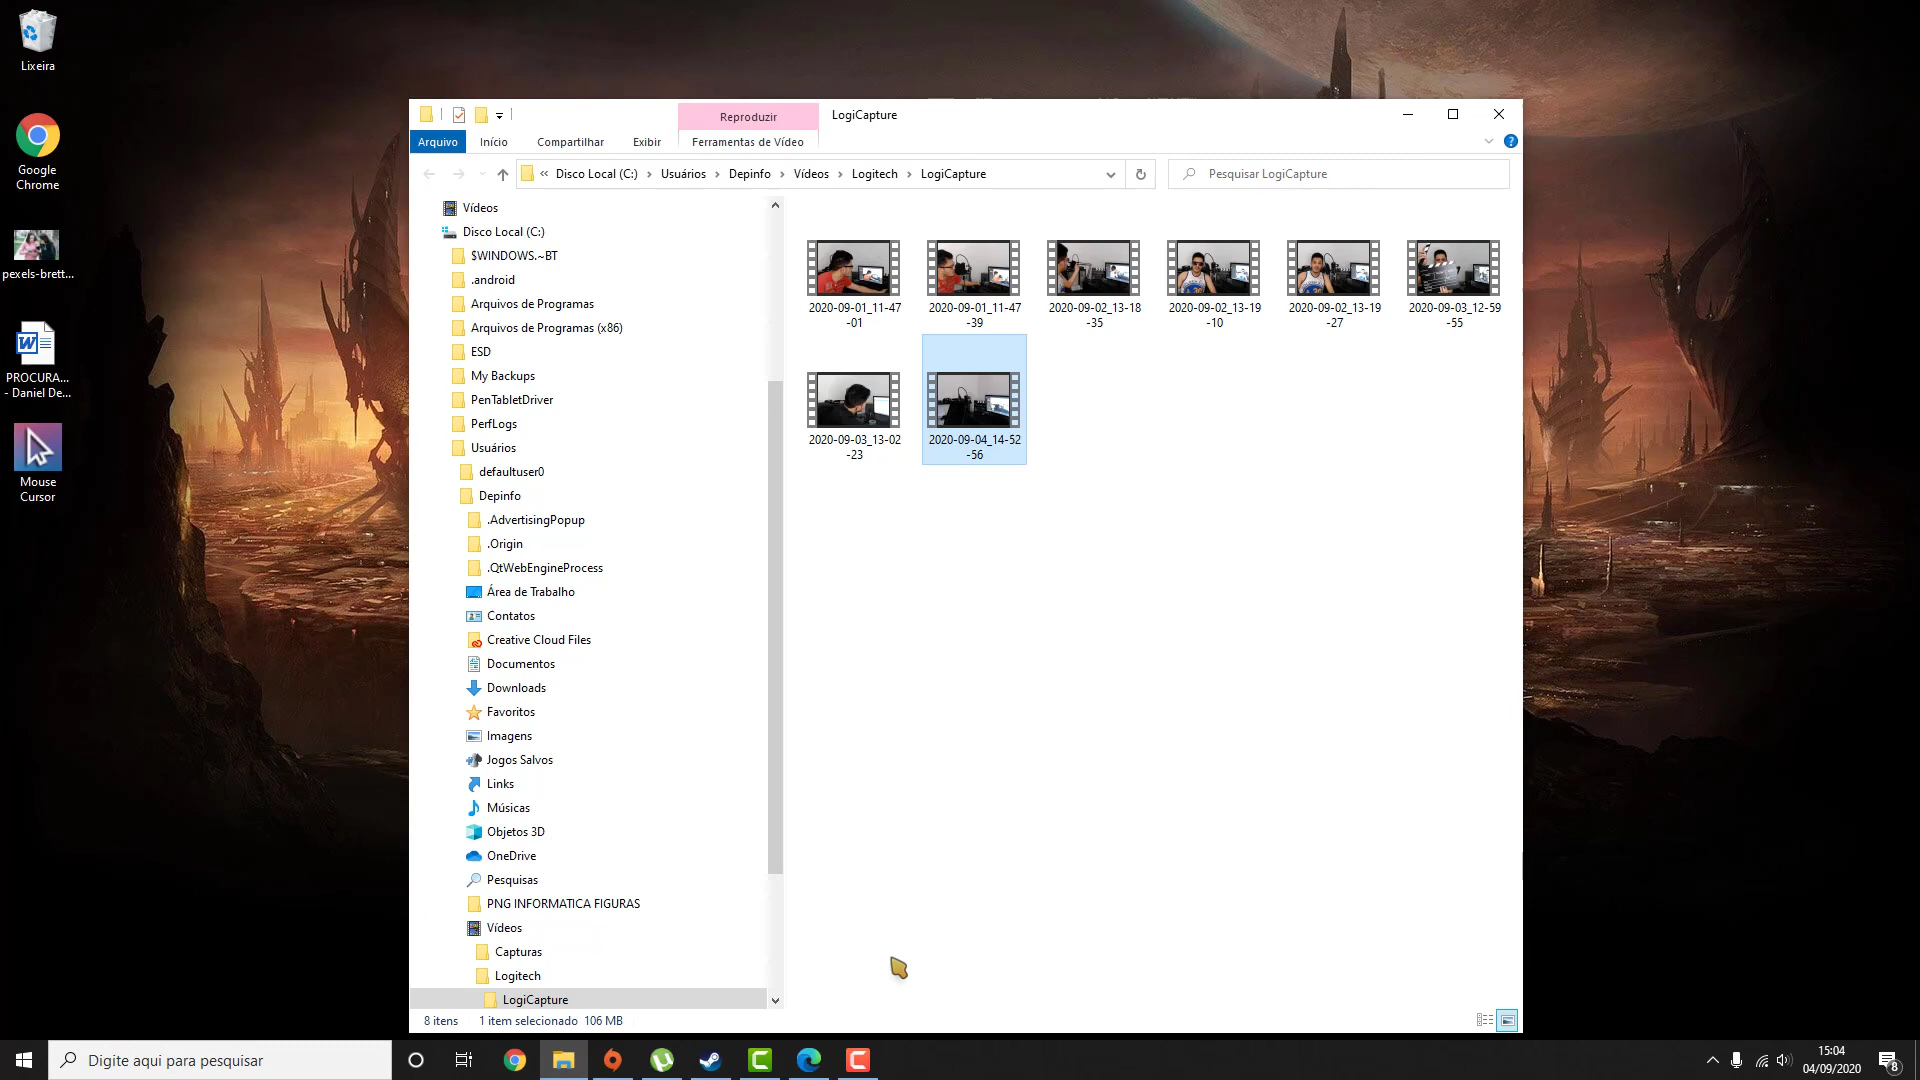 Lixeira
Google
Chrome
pexels-brett...
PROCURA...
- Daniel De...
Mouse
Cursor
Reproduzir
LogiCapture
Arquivo
Início
Compartilhar
Exibir
Ferramentas de Vídeo
« Disco Local (C:) › Usuários › Depinfo › Vídeos › Logitech › LogiCapture
Pesquisar LogiCapture
Vídeos
Disco Local (C:)
$WINDOWS.~BT
.android
Arquivos de Programas
Arquivos de Programas (x86)
ESD
My Backups
PenTabletDriver
PerfLogs
Usuários
defaultuser0
Depinfo
.AdvertisingPopup
.Origin
.QtWebEngineProcess
Área de Trabalho
Contatos
Creative Cloud Files
Documentos
Downloads
Favoritos
Imagens
Jogos Salvos
Links
Músicas
Objetos 3D
OneDrive
Pesquisas
PNG INFORMATICA FIGURAS
Vídeos
Capturas
Logitech
LogiCapture
2020-09-01_11-47
-01
2020-09-01_11-47
-39
2020-09-02_13-18
-35
2020-09-02_13-19
-10
2020-09-02_13-19
-27
2020-09-03_12-59
-55
2020-09-03_13-02
-23
2020-09-04_14-52
-56
8 itens
1 item selecionado 106 MB
Digite aqui para pesquisar
15:04
04/09/2020
8